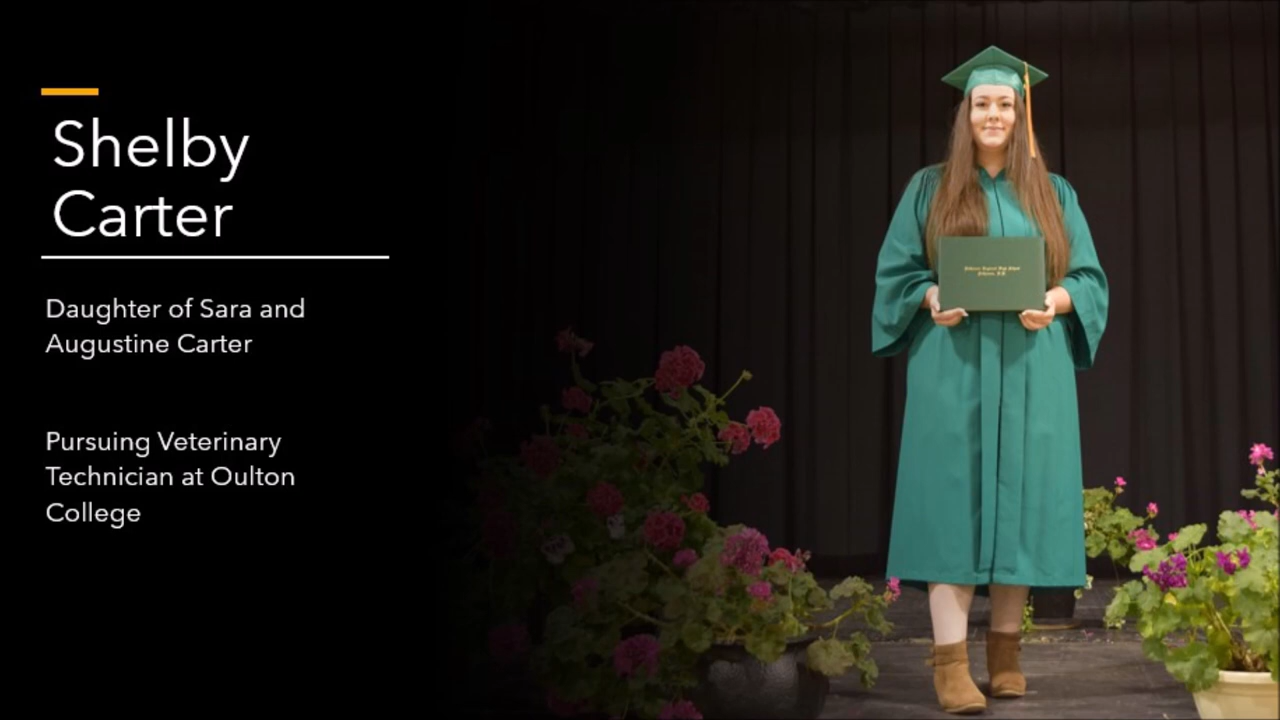 Shelby
Carter
Daughter of Sara and
Augustine Carter
Pursuing Veterinary
Technician at Oulton
College